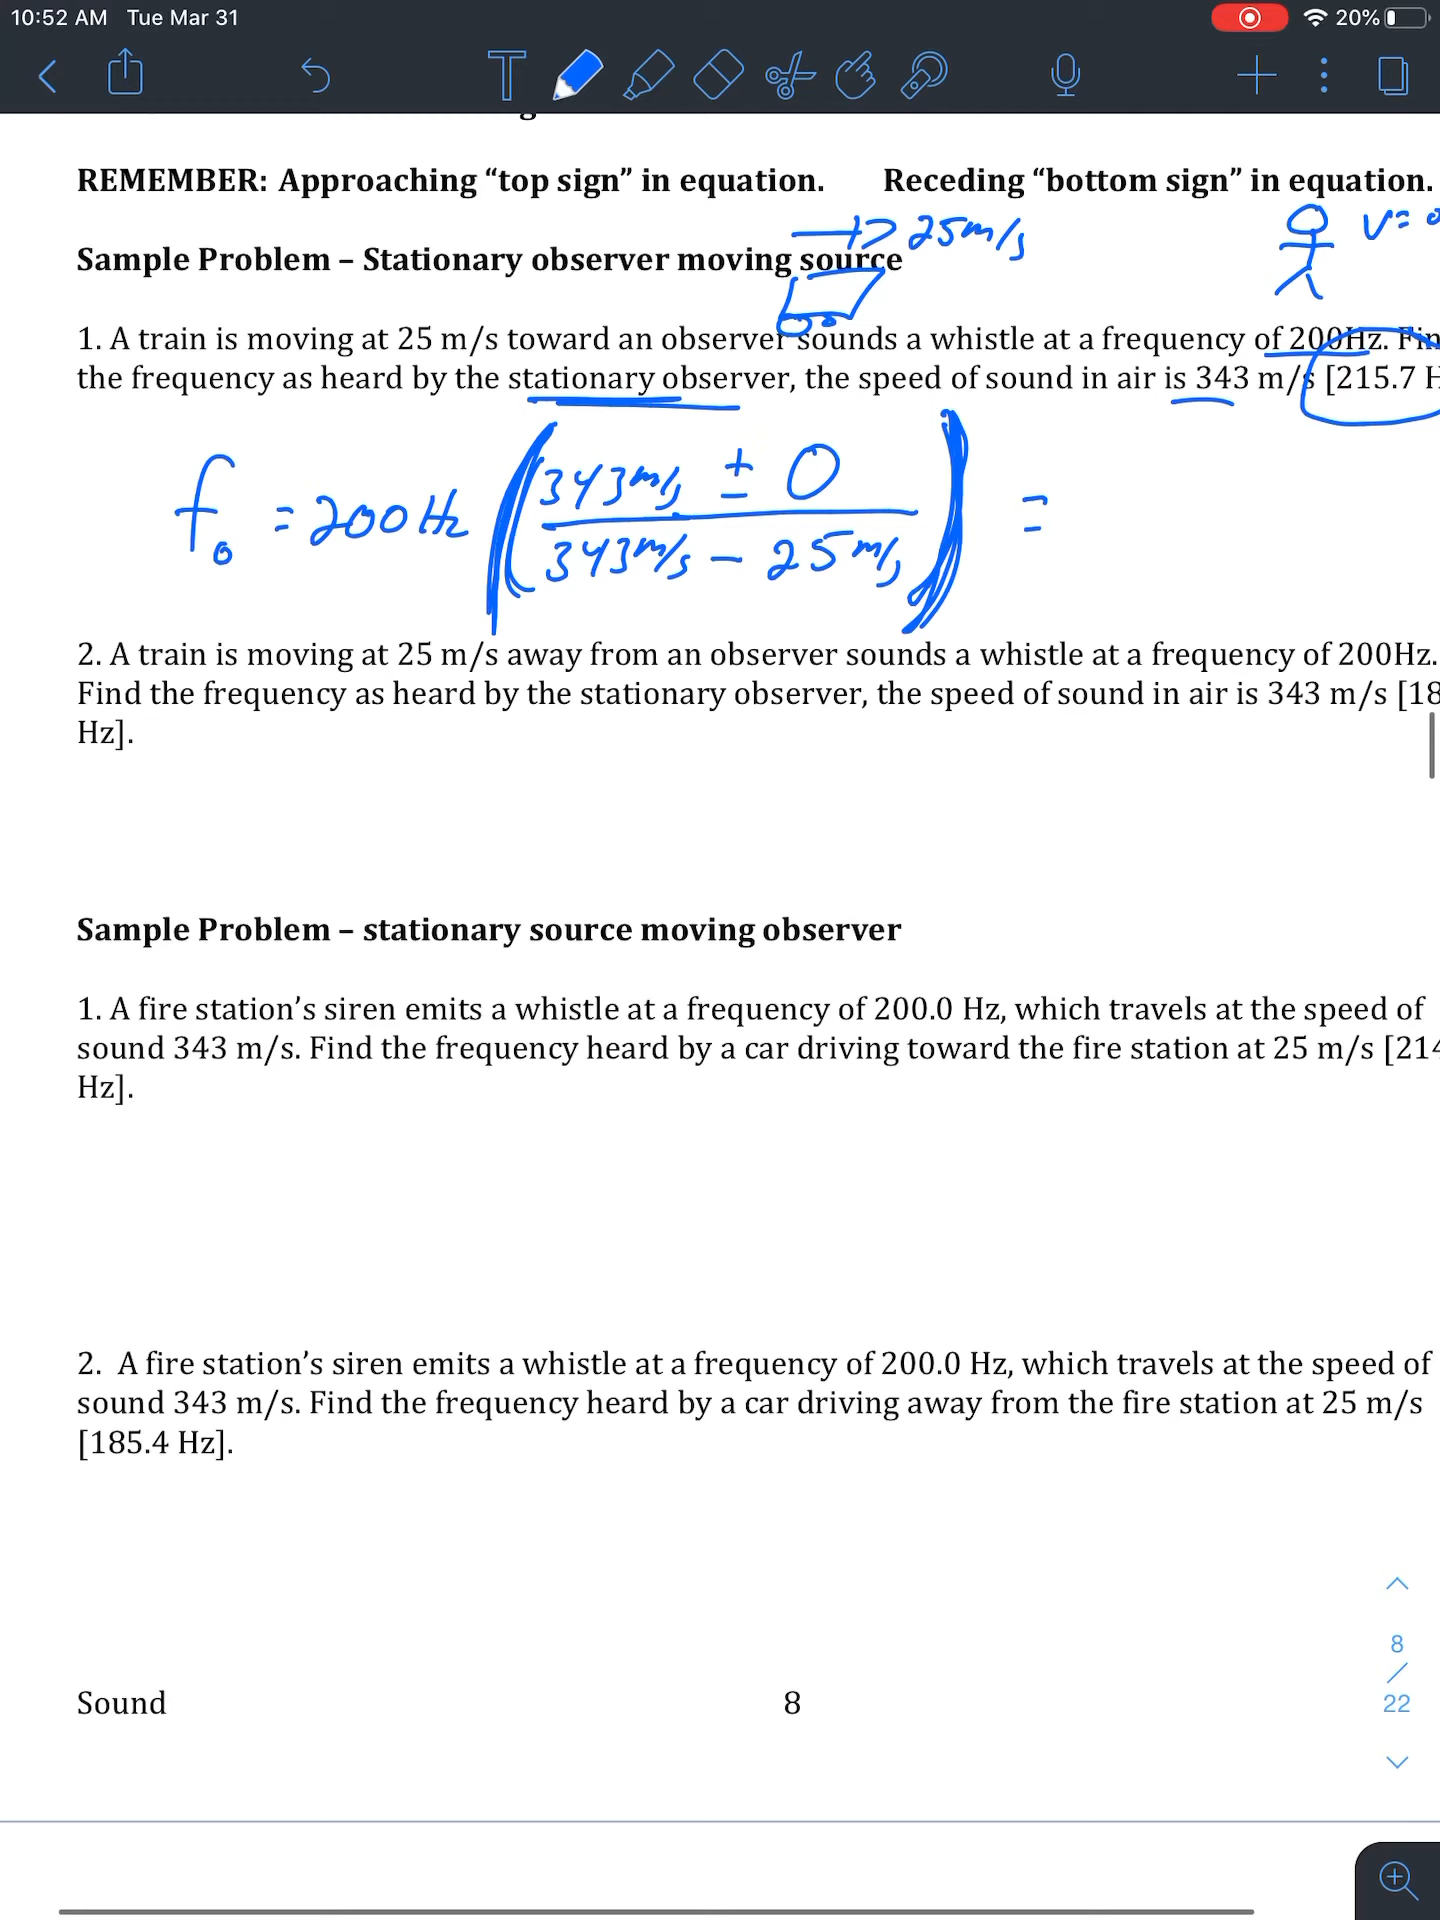 10:52 AM Tue Mar 31
20%
REMEMBER: Approaching “top sign” in equation. Receding “bottom sign” in equation.
→ 25m/s
V=
Sample Problem – Stationary observer moving source
1. A train is moving at 25 m/s toward an observer sounds a whistle at a frequency of 200Hz. Fin
the frequency as heard by the stationary observer, the speed of sound in air is 343 m/s [215.7 H
fo = 200Hz (343m/s ± 0 / 343m/s - 25m/s) =
2. A train is moving at 25 m/s away from an observer sounds a whistle at a frequency of 200Hz.
Find the frequency as heard by the stationary observer, the speed of sound in air is 343 m/s [18
Hz].
Sample Problem – stationary source moving observer
1. A fire station’s siren emits a whistle at a frequency of 200.0 Hz, which travels at the speed of
sound 343 m/s. Find the frequency heard by a car driving toward the fire station at 25 m/s [214
Hz].
2. A fire station’s siren emits a whistle at a frequency of 200.0 Hz, which travels at the speed of
sound 343 m/s. Find the frequency heard by a car driving away from the fire station at 25 m/s
[185.4 Hz].
8
/
22
Sound 8